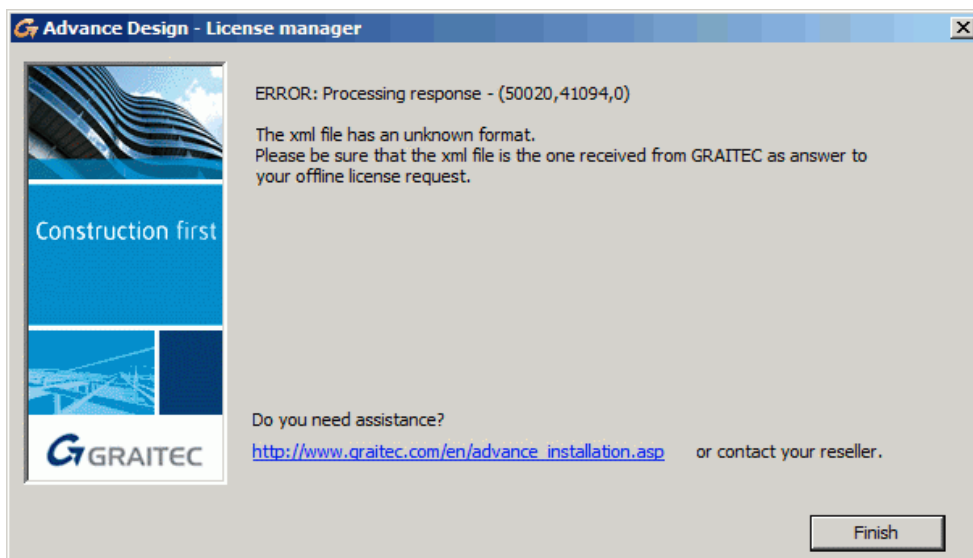 Advance Design - License manager
ERROR: Processing response - (50020,41094,0)
The xml file has an unknown format.
Please be sure that the xml file is the one received from GRAITEC as answer to
your offline license request.
Construction first
GRAITEC
Do you need assistance?
http://www.graitec.com/en/advance_installation.asp or contact your reseller.
Finish